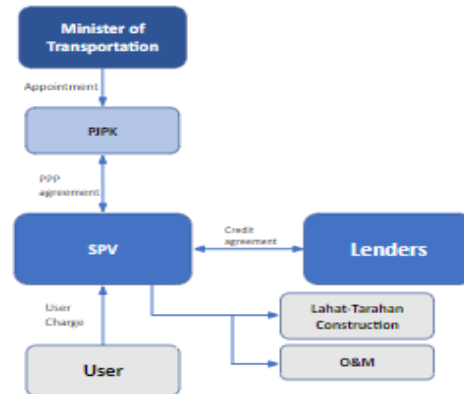 Minister of
Transportation
Appointment
PJPK
PPP
agreement
SPV
Credit
agreement
Lenders
User
Charge
Lahat-Tarahan
Construction
User
O&M